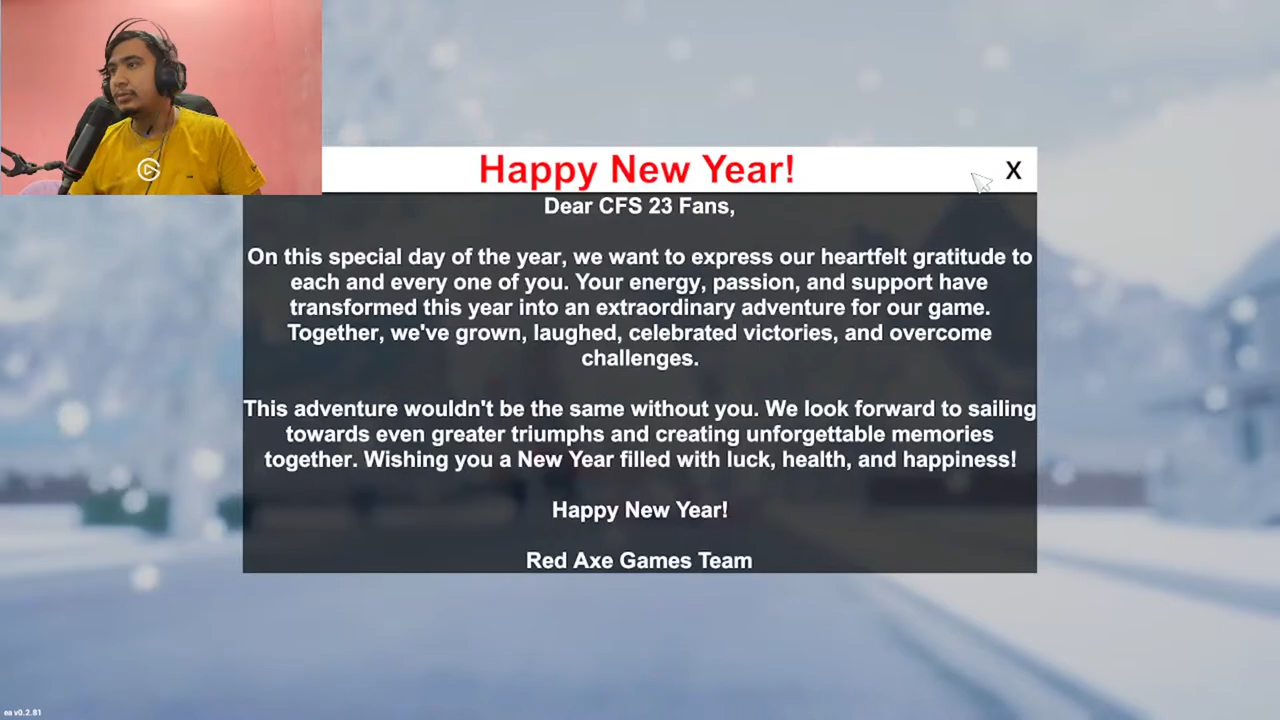 Happy New Year!
X
Dear CFS 23 Fans,
On this special day of the year, we want to express our heartfelt gratitude to
each and every one of you. Your energy, passion, and support have
transformed this year into an extraordinary adventure for our game.
Together, we've grown, laughed, celebrated victories, and overcome
challenges.
This adventure wouldn't be the same without you. We look forward to sailing
towards even greater triumphs and creating unforgettable memories
together. Wishing you a New Year filled with luck, health, and happiness!
Happy New Year!
Red Axe Games Team
ea v0.2.81